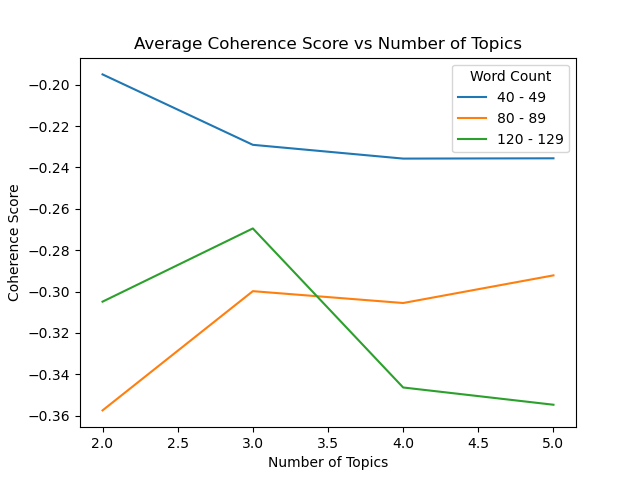 Average Coherence Score vs Number of Topics
Word Count
40 - 49
80 - 89
120 - 129
Coherence Score
−0.20
−0.22
−0.24
−0.26
−0.28
−0.30
−0.32
−0.34
−0.36
2.0 2.5 3.0 3.5 4.0 4.5 5.0
Number of Topics